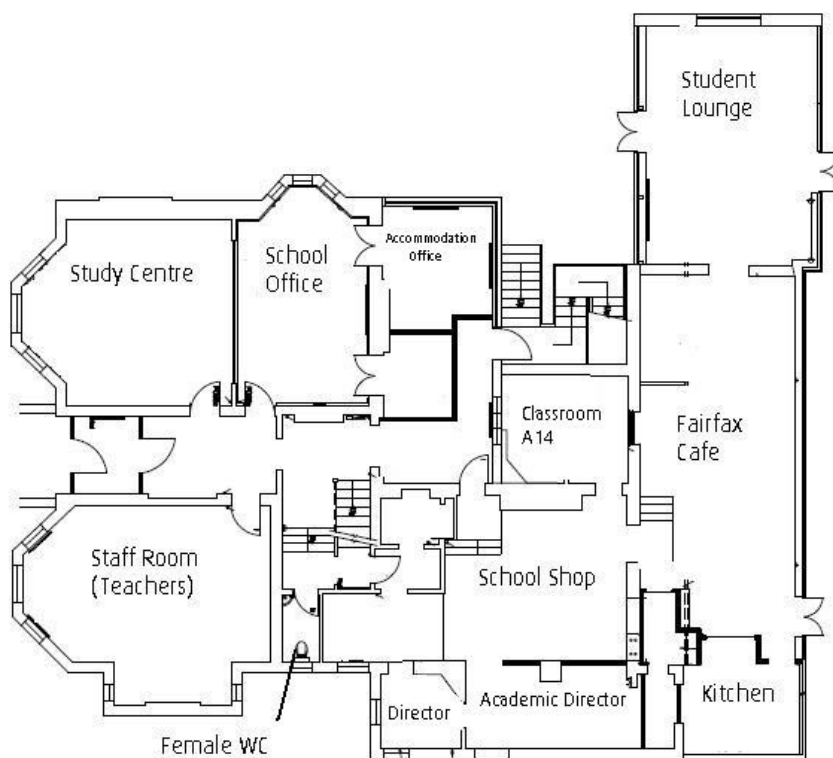 Student
Lounge
Accommodation
Office
School
Office
Study Centre
Classroom
A14
Fairfax
Cafe
Staff Room
(Teachers)
School Shop
Director
Academic Director
Kitchen
Female WC